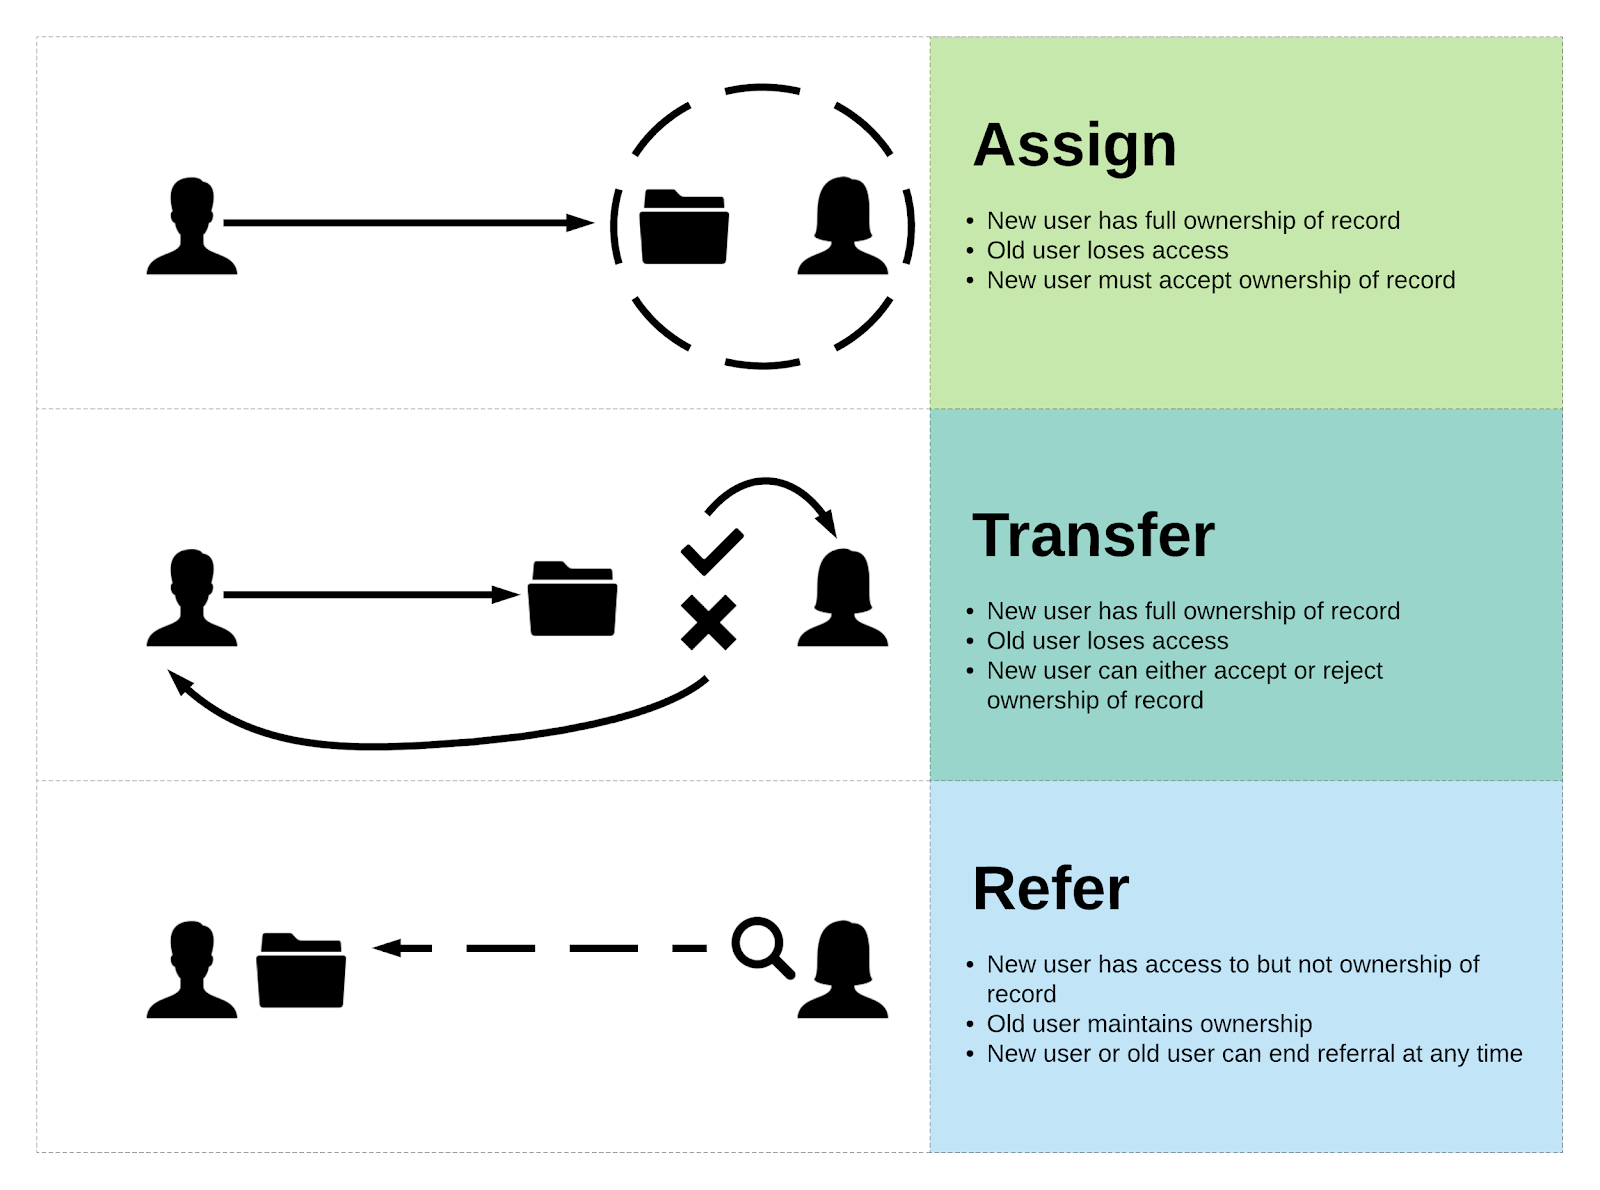 Assign
• New user has full ownership of record
• Old user loses access
• New user must accept ownership of record
Transfer
• New user has full ownership of record
• Old user loses access
• New user can either accept or reject
ownership of record
Refer
• New user has access to but not ownership of
record
• Old user maintains ownership
• New user or old user can end referral at any time